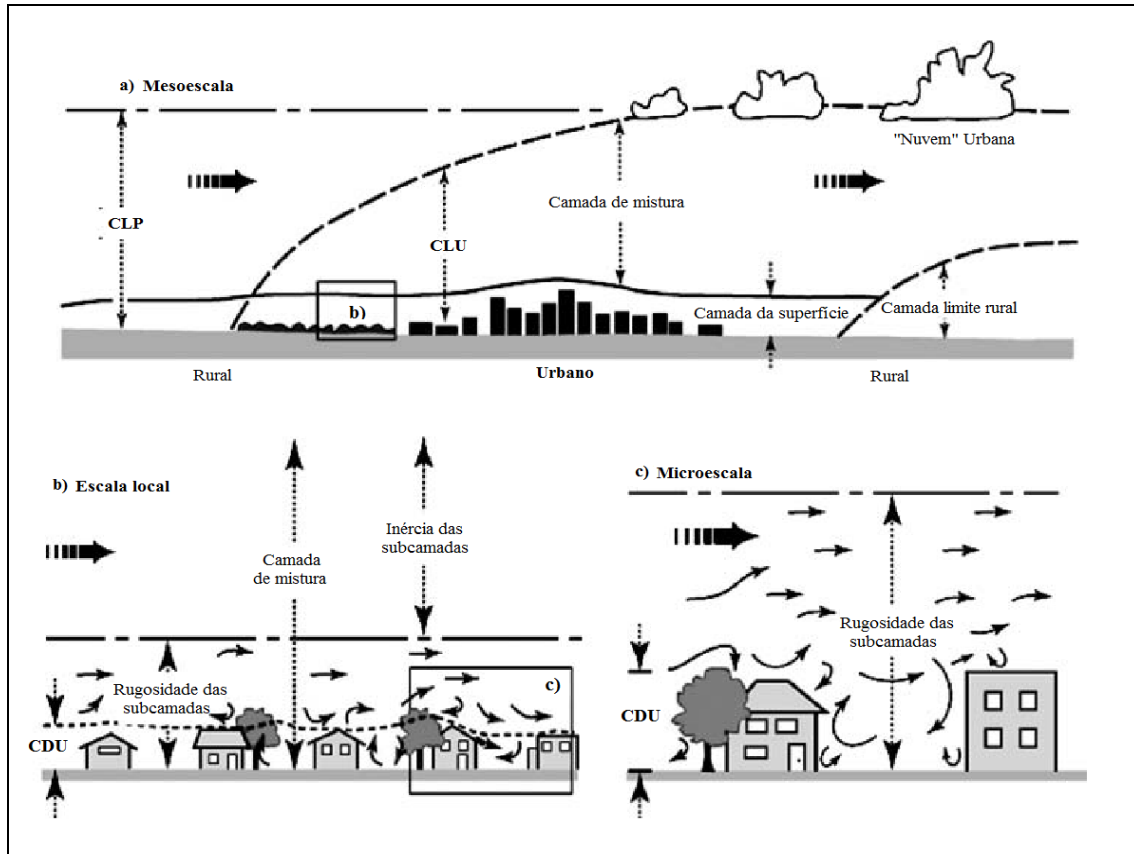 a) Mesoescala
"Nuvem" Urbana
Camada de mistura
CLP
CLU
b)
Camada da superfície
Camada limite rural
Rural
Urbano
Rural
b) Escala local
Inércia das
subcamadas
Camada
de mistura
Rugosidade das
subcamadas
c)
CDU
c) Microescala
Rugosidade das
subcamadas
CDU